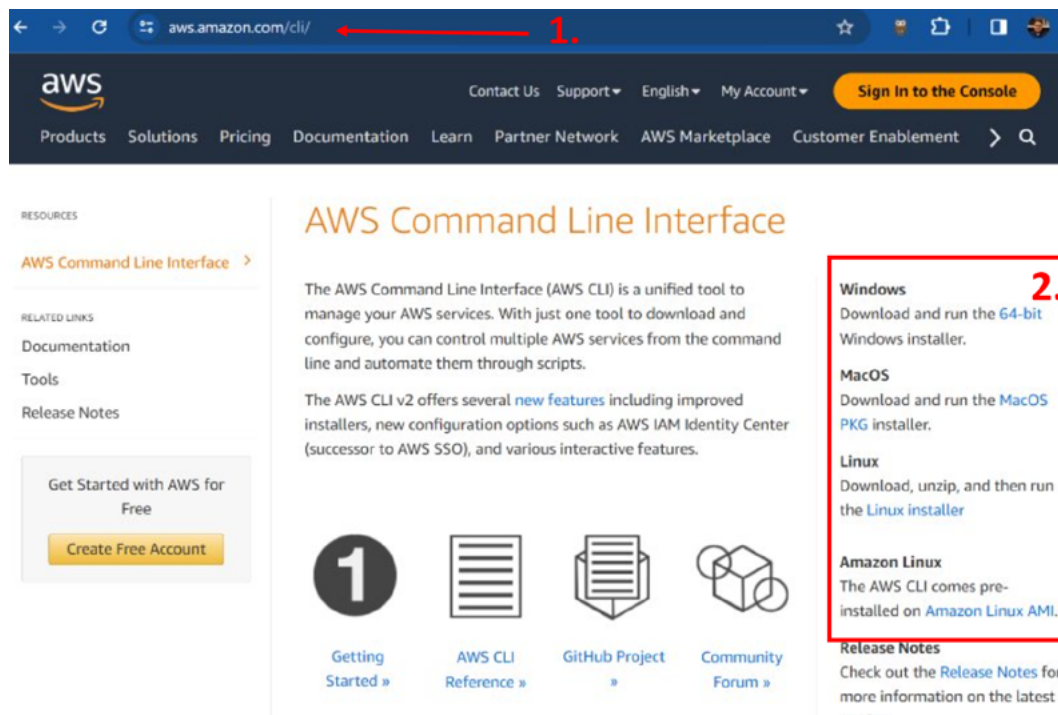 aws.amazon.com/cli/
1.
aws
Contact Us Support English My Account Sign In to the Console
Products Solutions Pricing Documentation Learn Partner Network AWS Marketplace Customer Enablement
RESOURCES
AWS Command Line Interface
RELATED LINKS
Documentation
Tools
Release Notes
Get Started with AWS for
Free
Create Free Account
AWS Command Line Interface
The AWS Command Line Interface (AWS CLI) is a unified tool to
manage your AWS services. With just one tool to download and
configure, you can control multiple AWS services from the command
line and automate them through scripts.
The AWS CLI v2 offers several new features including improved
installers, new configuration options such as AWS IAM Identity Center
(successor to AWS SSO), and various interactive features.
1
Getting
Started »
AWS CLI
Reference »
GitHub Project
»
Community
Forum »
2.
Windows
Download and run the 64-bit
Windows installer.
MacOS
Download and run the MacOS
PKG installer.
Linux
Download, unzip, and then run
the Linux installer
Amazon Linux
The AWS CLI comes pre-
installed on Amazon Linux AMI.
Release Notes
Check out the Release Notes for
more information on the latest